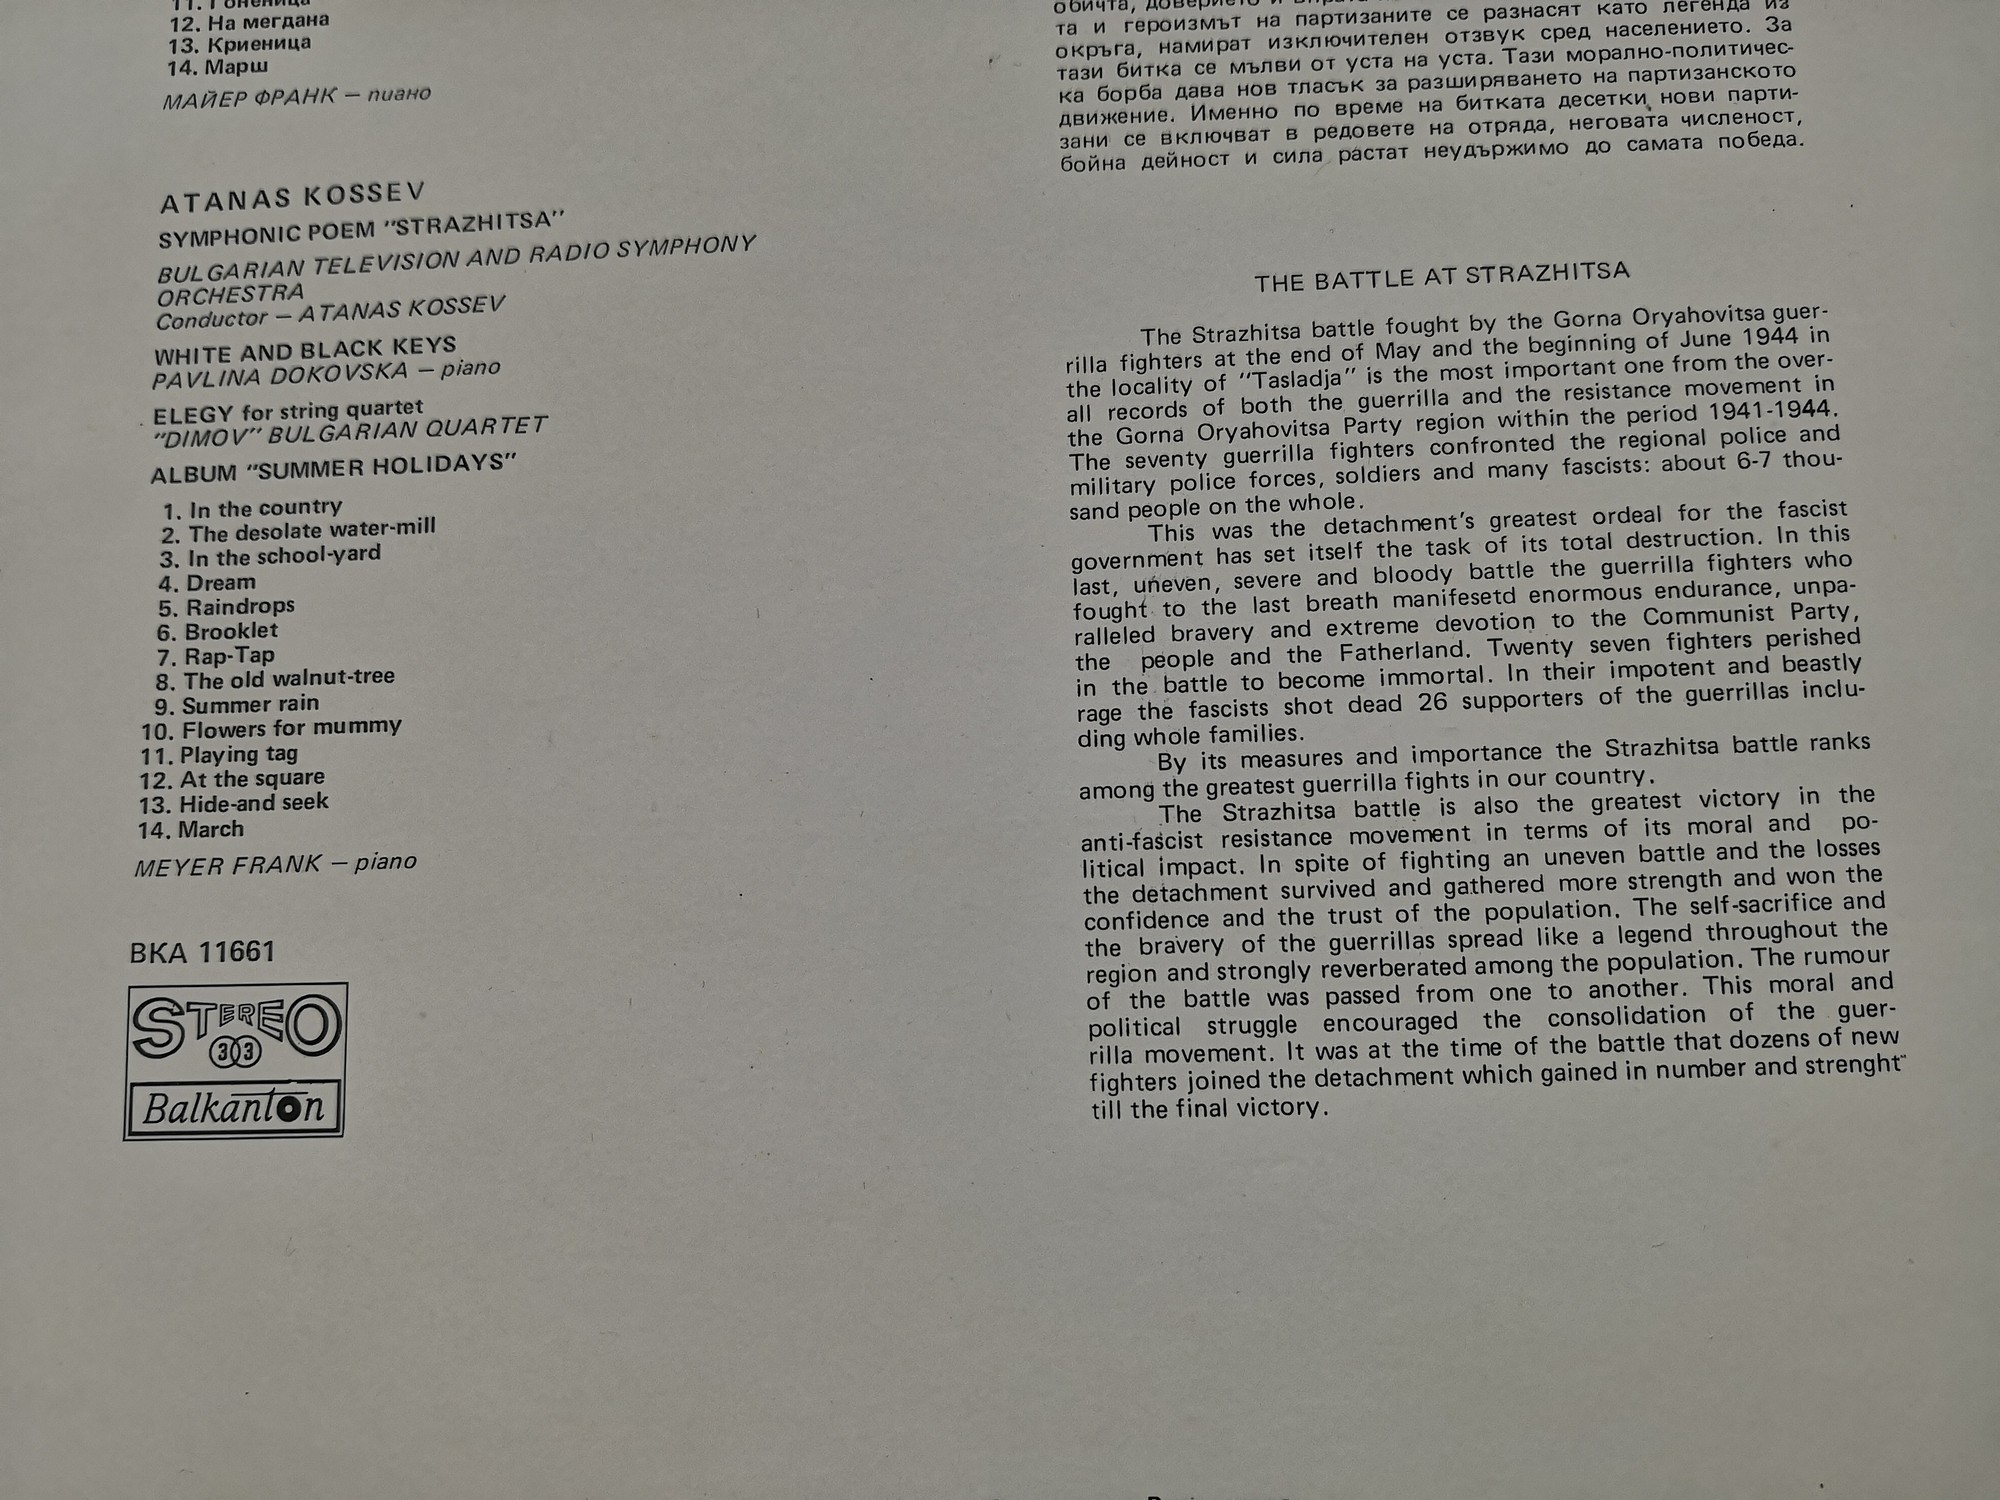 12. На мегдана
13. Криеница
14. Марш
МАЙЕР ФРАНК — пиано
ATANAS KOSSEV
SYMPHONIC POEM "STRAZHITSA"
BULGARIAN TELEVISION AND RADIO SYMPHONY
ORCHESTRA
Conductor — ATANAS KOSSEV
WHITE AND BLACK KEYS
PAVLINA DOKOVSKA — piano
ELEGY for string quartet
"DIMOV" BULGARIAN QUARTET
ALBUM "SUMMER HOLIDAYS"
1. In the country
2. The desolate water-mill
3. In the school-yard
4. Dream
5. Raindrops
6. Brooklet
7. Rap-Tap
8. The old walnut-tree
9. Summer rain
10. Flowers for mummy
11. Playing tag
12. At the square
13. Hide-and seek
14. March
MEYER FRANK — piano
BKA 11661
STEREO
33
Balkanton
та и героизмът на партизаните се разнасят като легенда из
окръга, намират изключителен отзвук сред населението. За
тази битка се мълви от уста на уста. Тази морално-политичес-
ка борба дава нов тласък за разширяването на партизанското
движение. Именно по време на битката десетки нови парти-
зани се включват в редовете на отряда, неговата численост,
бойна дейност и сила растат неудържимо до самата победа.
THE BATTLE AT STRAZHITSA
The Strazhitsa battle fought by the Gorna Oryahovitsa guer-
rilla fighters at the end of May and the beginning of June 1944 in
the locality of "Tasladja" is the most important one from the over-
all records of both the guerrilla and the resistance movement in
the Gorna Oryahovitsa Party region within the period 1941-1944.
The seventy guerrilla fighters confronted the regional police and
military police forces, soldiers and many fascists: about 6-7 thou-
sand people on the whole.
This was the detachment's greatest ordeal for the fascist
government has set itself the task of its total destruction. In this
last, uneven, severe and bloody battle the guerrilla fighters who
fought to the last breath manifesetd enormous endurance, unpa-
ralleled bravery and extreme devotion to the Communist Party,
the people and the Fatherland. Twenty seven fighters perished
in the battle to become immortal. In their impotent and beastly
rage the fascists shot dead 26 supporters of the guerrillas inclu-
ding whole families.
By its measures and importance the Strazhitsa battle ranks
among the greatest guerrilla fights in our country.
The Strazhitsa battle is also the greatest victory in the
anti-fascist resistance movement in terms of its moral and po-
litical impact. In spite of fighting an uneven battle and the losses
the detachment survived and gathered more strength and won the
confidence and the trust of the population. The self-sacrifice and
the bravery of the guerrillas spread like a legend throughout the
region and strongly reverberated among the population. The rumour
of the battle was passed from one to another. This moral and
political struggle encouraged the consolidation of the guer-
rilla movement. It was at the time of the battle that dozens of new
fighters joined the detachment which gained in number and strenght
till the final victory.